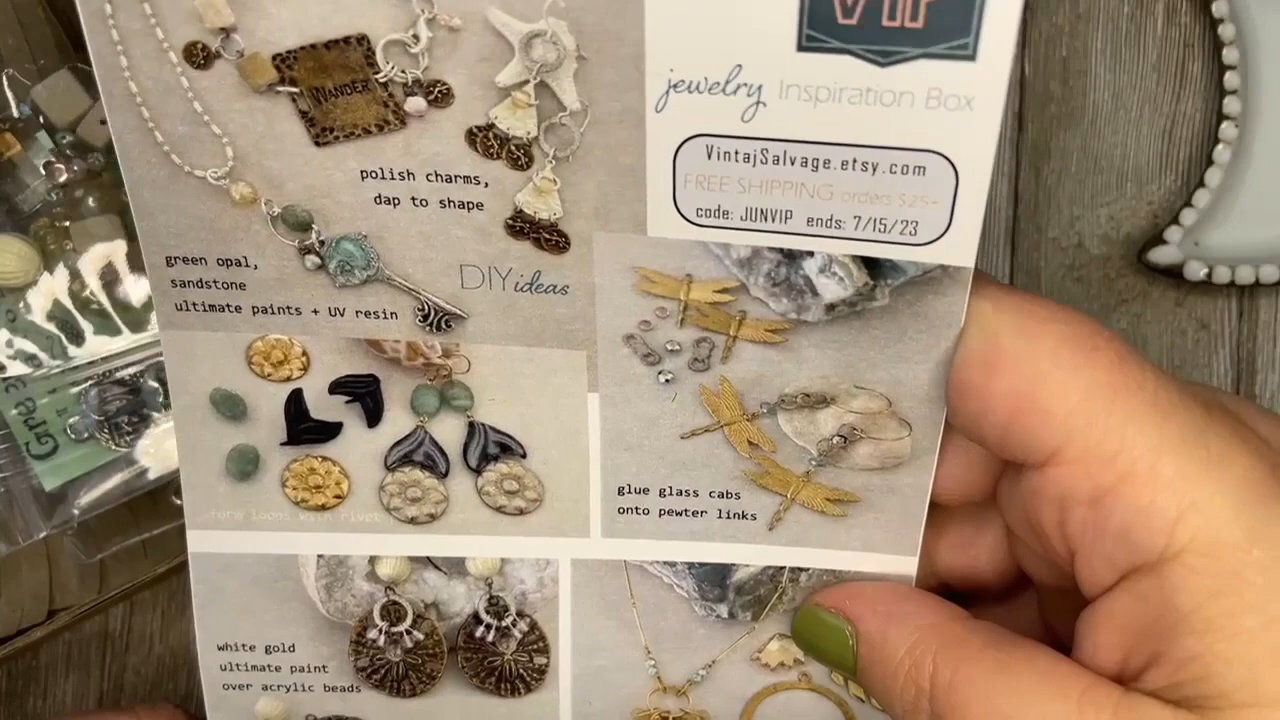 VIP
jewelry Inspiration Box
VintajSalvage.etsy.com
FREE SHIPPING orders $25-
code: JUNVIP ends: 7/15/23
WANDER
polish charms,
dap to shape
green opal,
sandstone
ultimate paints + UV resin
DIY ideas
form loops with rivet
glue glass cabs
onto pewter links
white gold
ultimate paint
over acrylic beads